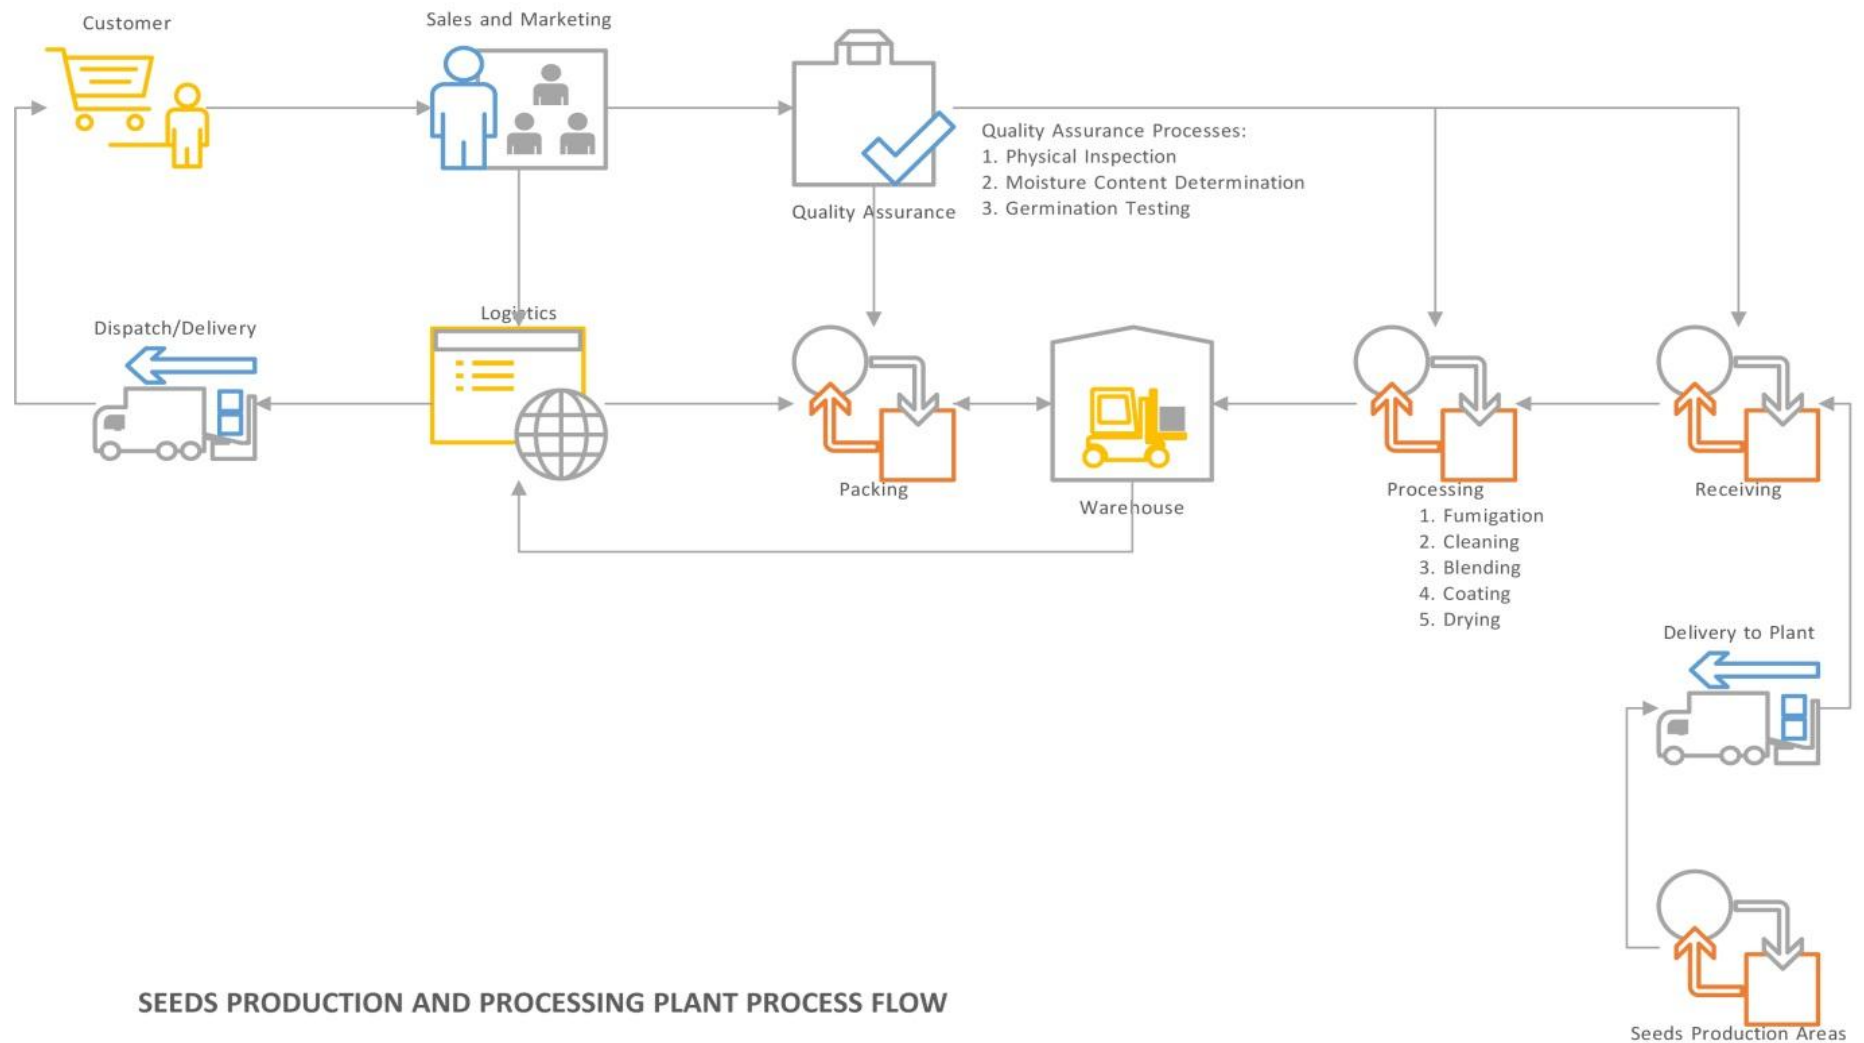 Customer
Sales and Marketing
Quality Assurance Processes:
1. Physical Inspection
2. Moisture Content Determination
3. Germination Testing
Quality Assurance
Dispatch/Delivery
Logistics
Packing
Warehouse
Processing
1. Fumigation
2. Cleaning
3. Blending
4. Coating
5. Drying
Receiving
Delivery to Plant
SEEDS PRODUCTION AND PROCESSING PLANT PROCESS FLOW
Seeds Production Areas